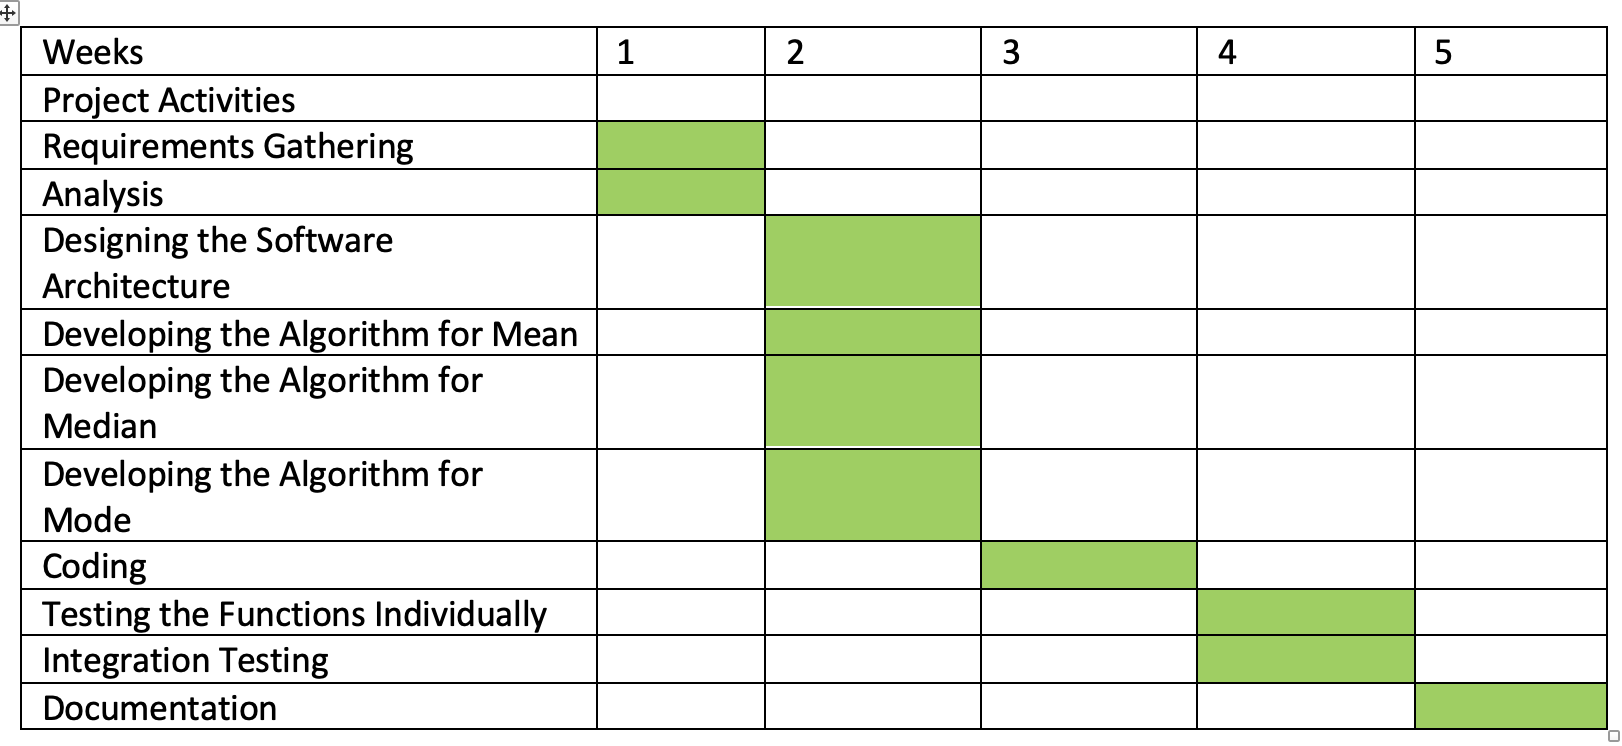 Weeks 1 2 3 4 5
Project Activities
Requirements Gathering
Analysis
Designing the Software
Architecture
Developing the Algorithm for Mean
Developing the Algorithm for
Median
Developing the Algorithm for
Mode
Coding
Testing the Functions Individually
Integration Testing
Documentation